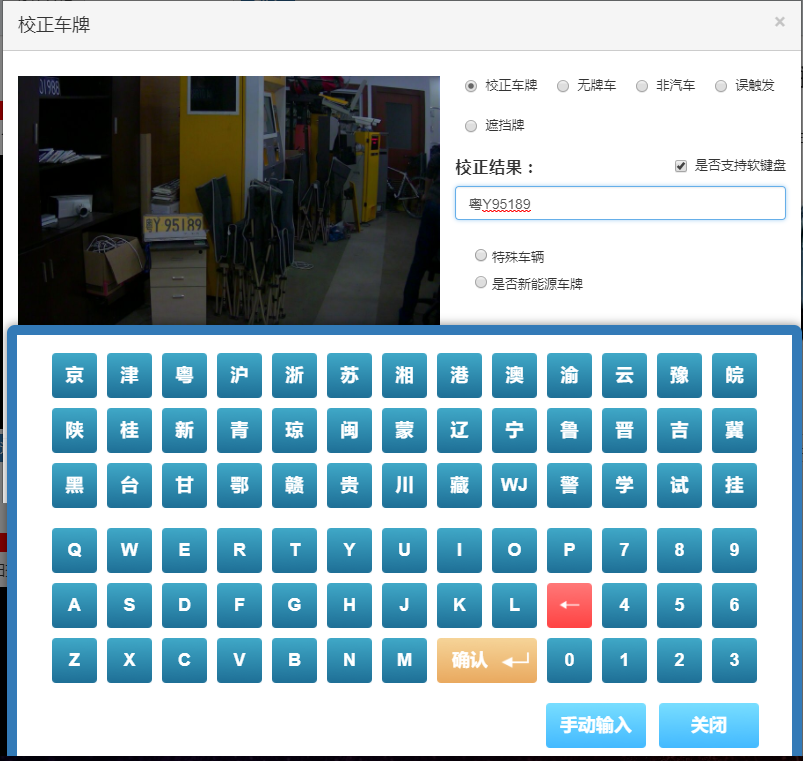 校正车牌 ×
01988
校正车牌 无牌车 非汽车 误触发
遮挡牌
校正结果： 是否支持软键盘
粤Y95189
粤Y 95189
特殊车辆
是否新能源车牌
京 津 粤 沪 浙 苏 湘 港 澳 渝 云 豫 皖
陕 桂 新 青 琼 闽 蒙 辽 宁 鲁 晋 吉 冀
黑 台 甘 鄂 赣 贵 川 藏 WJ 警 学 试 挂
Q W E R T Y U I O P 7 8 9
A S D F G H J K L ← 4 5 6
Z X C V B N M 确认 0 1 2 3
手动输入 关闭